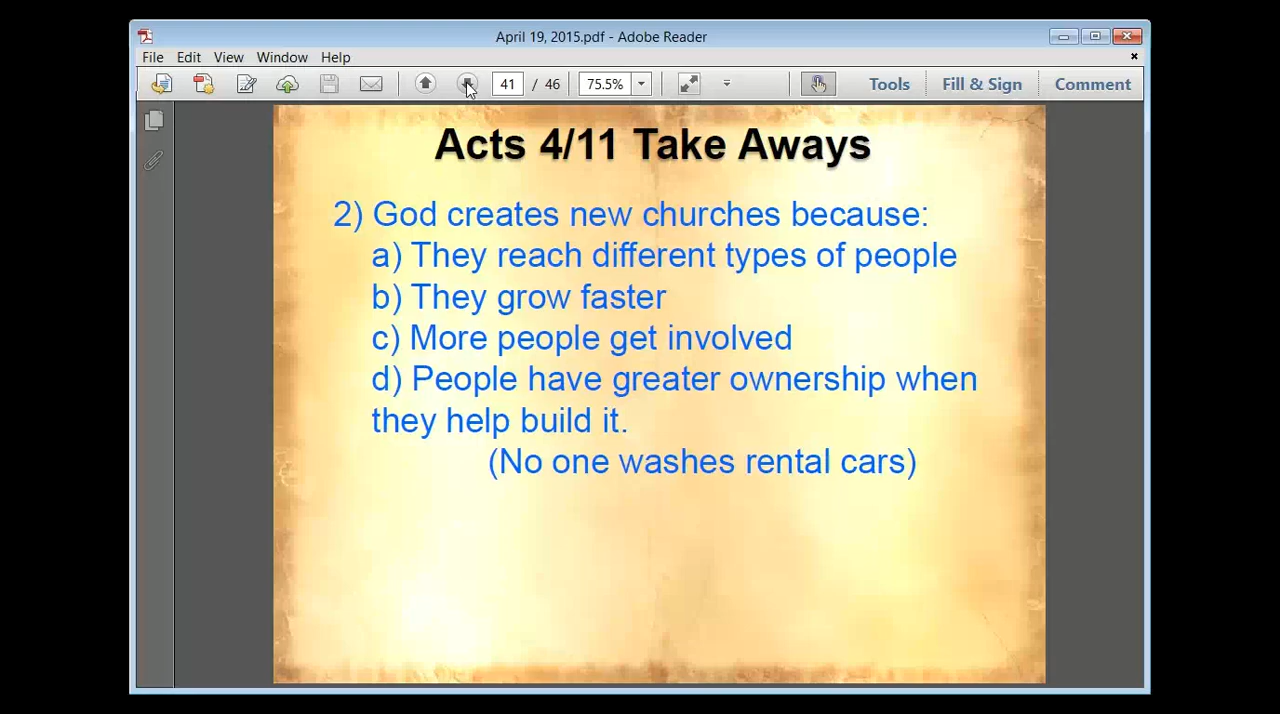 April 19, 2015.pdf - Adobe Reader
File Edit View Window Help
41 / 46 75.5% Tools Fill & Sign Comment
Acts 4/11 Take Aways
2) God creates new churches because:
a) They reach different types of people
b) They grow faster
c) More people get involved
d) People have greater ownership when
they help build it.
(No one washes rental cars)